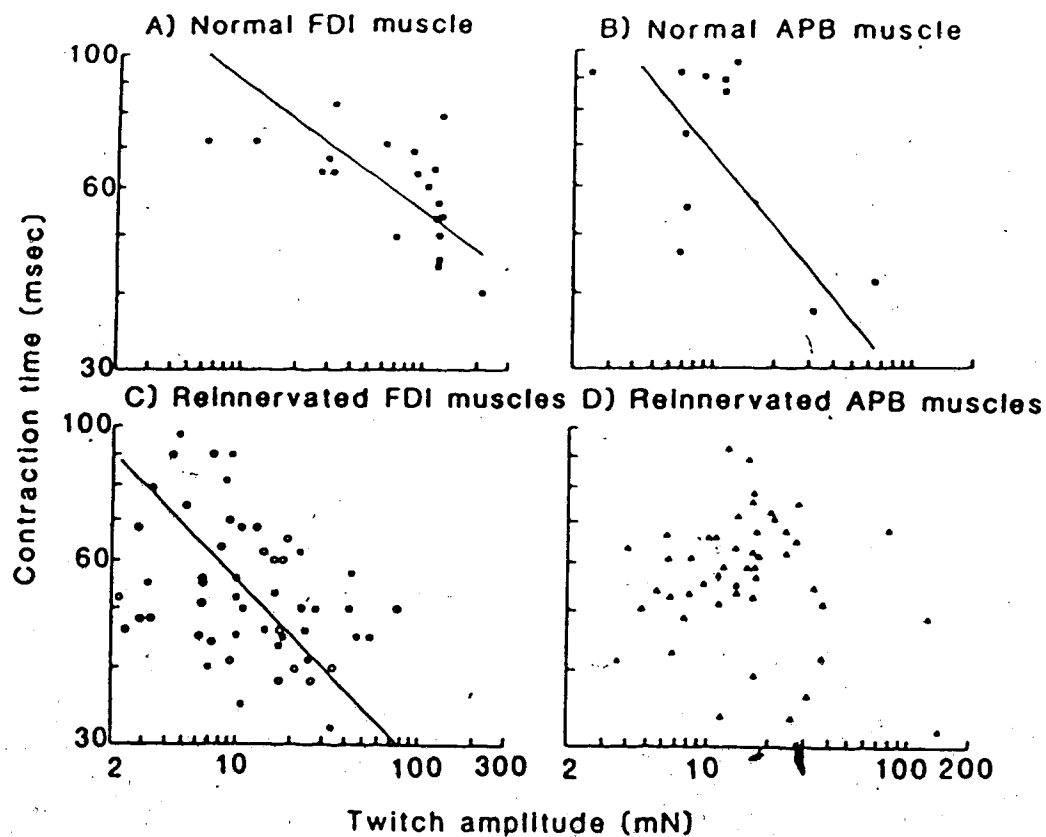 A) Normal FDI muscle
B) Normal APB muscle
100
60
30
C) Reinnervated FDI muscles
D) Reinnervated APB muscles
100
60
30
2 10 100 300
2 10 100 200
Contraction time (msec)
Twitch amplitude (mN)